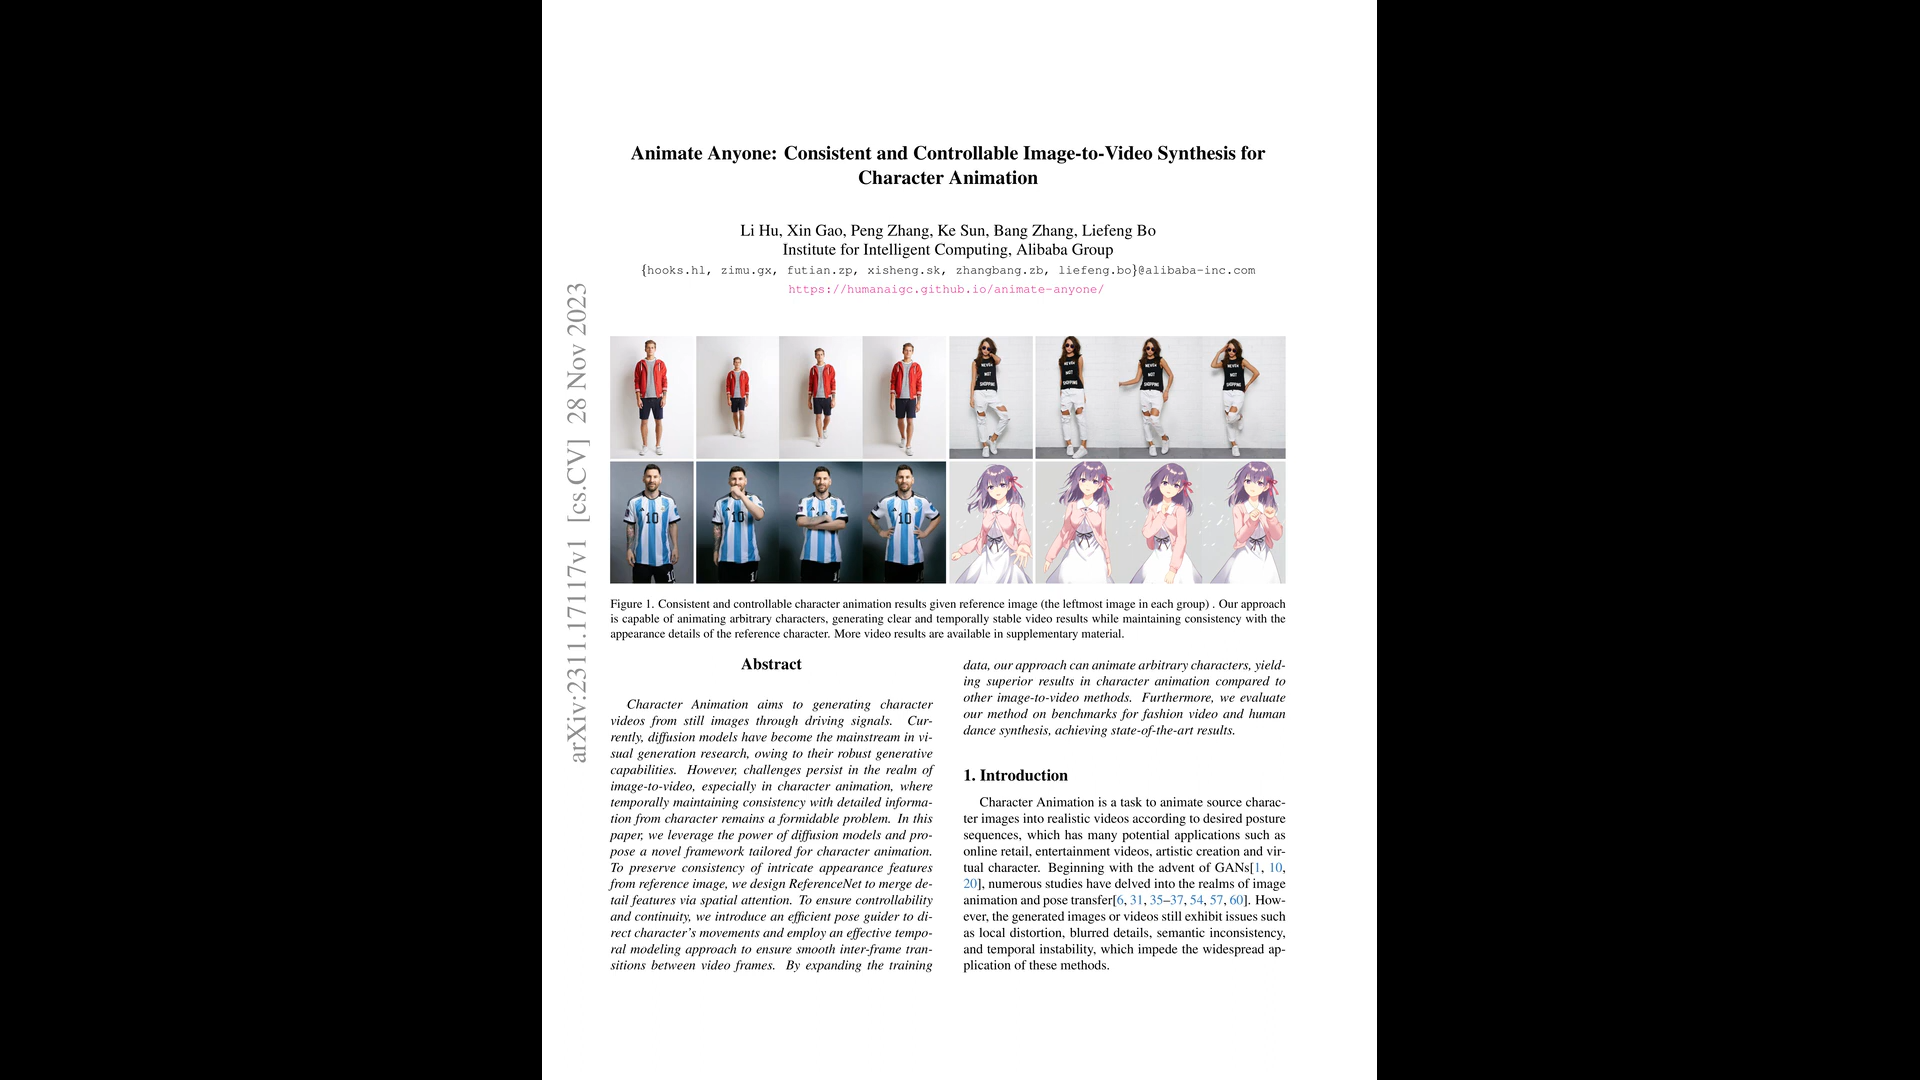 Animate Anyone: Consistent and Controllable Image-to-Video Synthesis for
Character Animation
Li Hu, Xin Gao, Peng Zhang, Ke Sun, Bang Zhang, Liefeng Bo
Institute for Intelligent Computing, Alibaba Group
{hooks.hl, zimu.gx, futian.zp, xisheng.sk, zhangbang.zb, liefeng.bo}@alibaba-inc.com
https://humanaigc.github.io/animate-anyone/
arXiv:2311.17117v1 [cs.CV] 28 Nov 2023
NEVER
NOT
SHOPPING
NEVER
NOT
SHOPPING
NEVER
NOT
SHOPPING
NEVER
NOT
SHOPPING
10
10
10
10
Figure 1. Consistent and controllable character animation results given reference image (the leftmost image in each group) . Our approach
is capable of animating arbitrary characters, generating clear and temporally stable video results while maintaining consistency with the
appearance details of the reference character. More video results are available in supplementary material.
Abstract
Character Animation aims to generating character
videos from still images through driving signals. Cur-
rently, diffusion models have become the mainstream in vi-
sual generation research, owing to their robust generative
capabilities. However, challenges persist in the realm of
image-to-video, especially in character animation, where
temporally maintaining consistency with detailed informa-
tion from character remains a formidable problem. In this
paper, we leverage the power of diffusion models and pro-
pose a novel framework tailored for character animation.
To preserve consistency of intricate appearance features
from reference image, we design ReferenceNet to merge de-
tail features via spatial attention. To ensure controllability
and continuity, we introduce an efficient pose guider to di-
rect character's movements and employ an effective tempo-
ral modeling approach to ensure smooth inter-frame tran-
sitions between video frames. By expanding the training
data, our approach can animate arbitrary characters, yield-
ing superior results in character animation compared to
other image-to-video methods. Furthermore, we evaluate
our method on benchmarks for fashion video and human
dance synthesis, achieving state-of-the-art results.
1. Introduction
Character Animation is a task to animate source charac-
ter images into realistic videos according to desired posture
sequences, which has many potential applications such as
online retail, entertainment videos, artistic creation and vir-
tual character. Beginning with the advent of GANs[1, 10,
20], numerous studies have delved into the realms of image
animation and pose transfer[6, 31, 35–37, 54, 57, 60]. How-
ever, the generated images or videos still exhibit issues such
as local distortion, blurred details, semantic inconsistency,
and temporal instability, which impede the widespread ap-
plication of these methods.